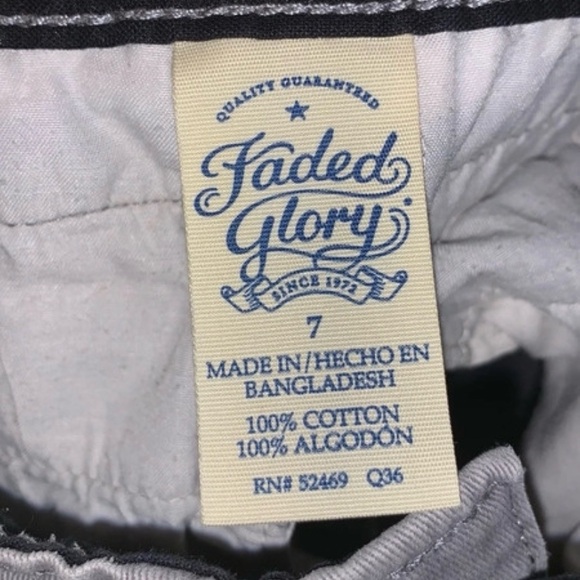 QUALITY GUARANTEED
Faded
Glory
SINCE 1972
7
MADE IN/HECHO EN
BANGLADESH
100% COTTON
100% ALGODÓN
RN# 52469 Q36